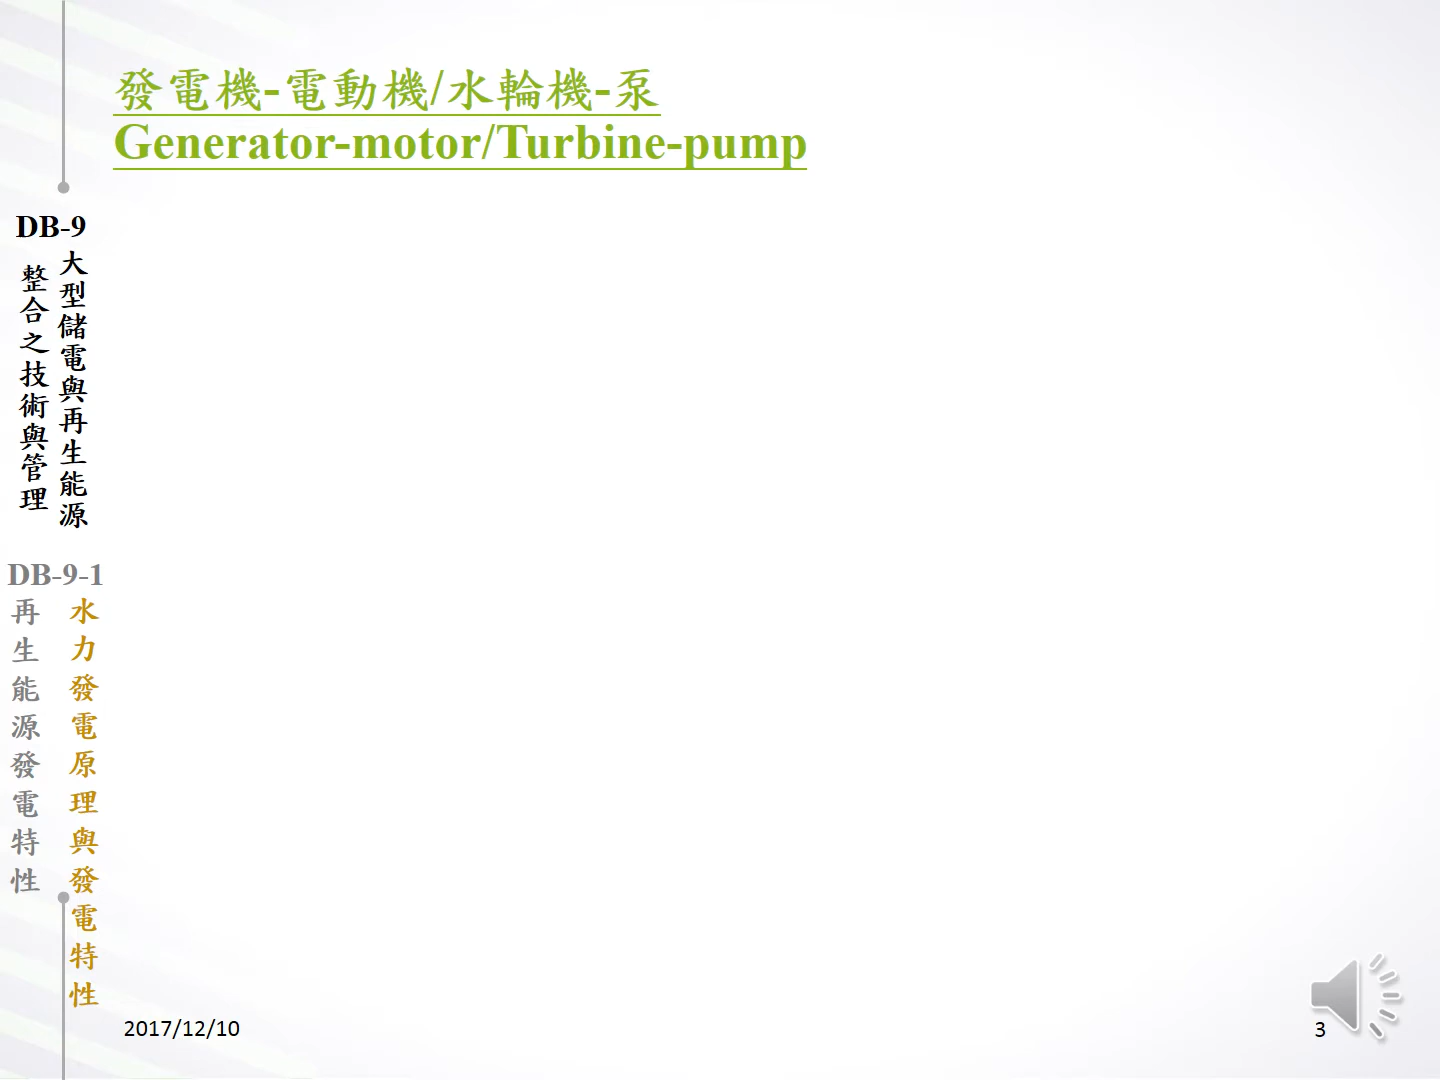 發電機-電動機/水輪機-泵
Generator-motor/Turbine-pump
DB-9
大型儲電與再生能源
整合之技術與管理
DB-9-1
再生能源發電特性
水力發電原理與發電特性
2017/12/10
3